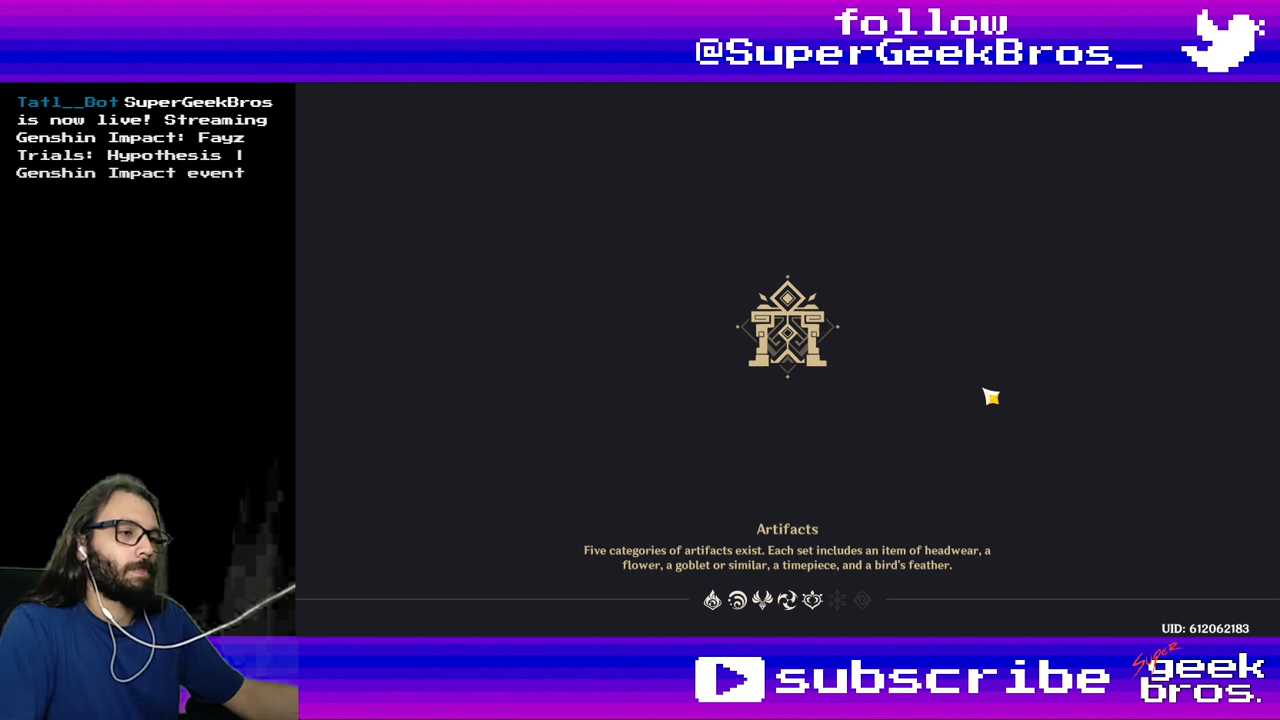 follow
@SuperGeekBros_
Tatl__Bot SuperGeekBros
is now live! Streaming
Genshin Impact: Fayz
Trials: Hypothesis |
Genshin Impact event
Artifacts
Five categories of artifacts exist. Each set includes an item of headwear, a
flower, a goblet or similar, a timepiece, and a bird's feather.
UID: 612062183
subscribe
SUPER
geek
bros.